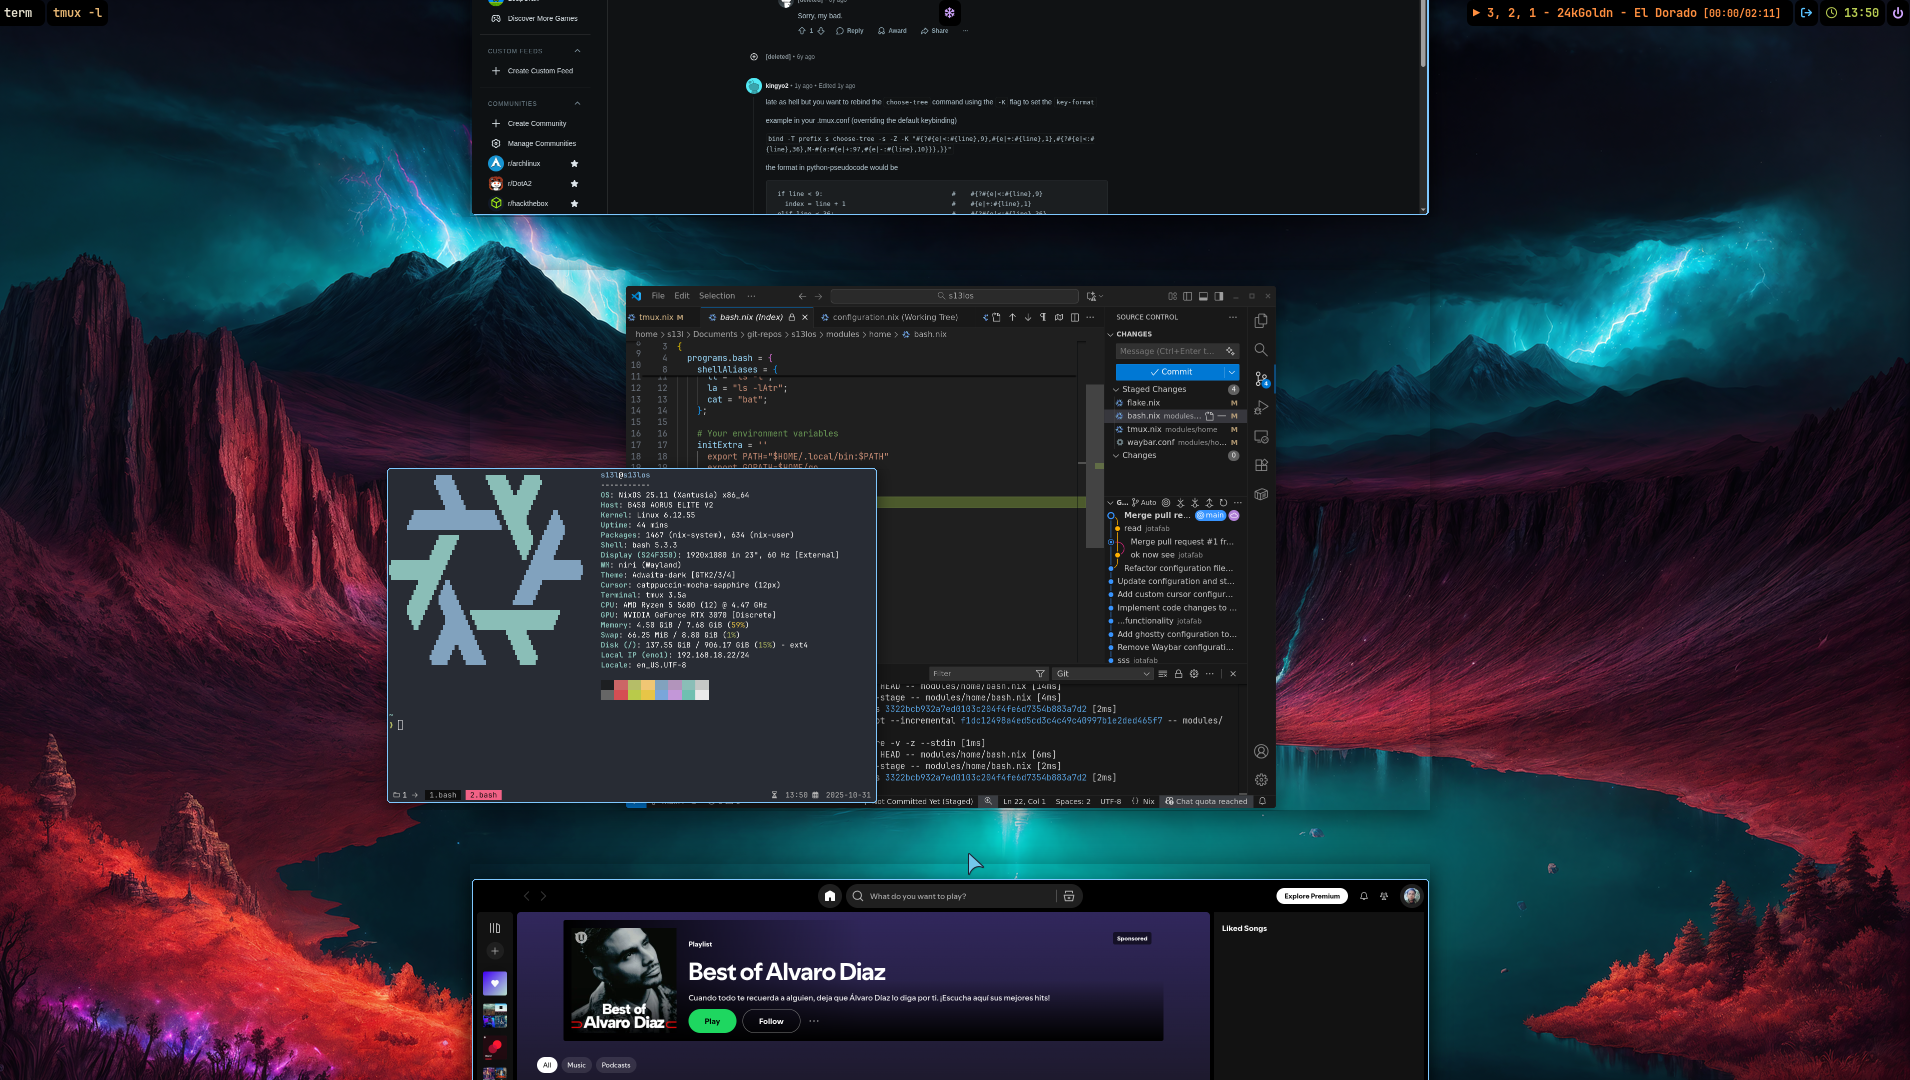 term
tmux -l
3, 2, 1 - 24kGoldn - El Dorado [00:00/02:11]
13:50
Discover More Games
CUSTOM FEEDS
Create Custom Feed
COMMUNITIES
Create Community
Manage Communities
r/archlinux
r/DotA2
r/hackthebox
Sorry, my bad.
1
Reply
Award
Share
[deleted] • 6y ago
kingyo2 • 1y ago • Edited 1y ago
late as hell but you want to rebind the choose-tree command using the -K flag to set the key-format
example in your .tmux.conf (overriding the default keybinding)
bind -T prefix s choose-tree -s -Z -K "#{?#{e|<:#{line},9},#{e|+:#{line},1},#{?#{e|<:#
{line},36},M-#{a:#{e|+:97,#{e|-:#{line},10}}},}}"
the format in python-pseudocode would be
if line < 9: # #{?#{e|<:#{line},9}
index = line + 1 # #{e|+:#{line},1}
File Edit Selection ···
s13los
tmux.nix M
bash.nix (Index)
configuration.nix (Working Tree)
home > s13l > Documents > git-repos > s13los > modules > home > bash.nix
3 {
9 4 programs.bash = {
10 8 shellAliases = {
11 11
12 12 la = "ls -lAtr";
13 13 cat = "bat";
14 14 };
15 15
16 16 # Your environment variables
17 17 initExtra = ''
18 18 export PATH="$HOME/.local/bin:$PATH"
SOURCE CONTROL
CHANGES
Message (Ctrl+Enter t...
Commit
Staged Changes 4
flake.nix M
bash.nix modules... M
tmux.nix modules/home M
waybar.conf modules/ho... M
Changes 0
G... Auto
Merge pull re... main
read jotafab
Merge pull request #1 fr...
ok now see jotafab
Refactor configuration file...
Update configuration and st...
Add custom cursor configur...
Implement code changes to ...
...functionality jotafab
Add ghostty configuration to...
Remove Waybar configurati...
sss jotafab
Filter
Git
HEAD -- modules/home/bash.nix [14ms]
-stage -- modules/home/bash.nix [4ms]
3322bcb932a7ed0103c204f4fe6d7354b883a7d2 [2ms]
ot --incremental f1dc12498a4ed5cd3c4c49c40997b1e2ded465f7 -- modules/
re -v -z --stdin [1ms]
HEAD -- modules/home/bash.nix [6ms]
-stage -- modules/home/bash.nix [2ms]
3322bcb932a7ed0103c204f4fe6d7354b883a7d2 [2ms]
ot Committed Yet (Staged)
Ln 22, Col 1
Spaces: 2
UTF-8
{} Nix
Chat quota reached
s13l@s13los
-----------
OS: NixOS 25.11 (Xantusia) x86_64
Host: B450 AORUS ELITE V2
Kernel: Linux 6.12.55
Uptime: 44 mins
Packages: 1467 (nix-system), 634 (nix-user)
Shell: bash 5.3.3
Display (S24F350): 1920x1080 in 23", 60 Hz [External]
WM: niri (Wayland)
Theme: Adwaita-dark [GTK2/3/4]
Cursor: catppuccin-mocha-sapphire (12px)
Terminal: tmux 3.5a
CPU: AMD Ryzen 5 5600 (12) @ 4.47 GHz
GPU: NVIDIA GeForce RTX 3070 [Discrete]
Memory: 4.50 GiB / 7.68 GiB (59%)
Swap: 66.25 MiB / 8.80 GiB (1%)
Disk (/): 137.55 GiB / 906.17 GiB (15%) - ext4
Local IP (eno1): 192.168.18.22/24
Locale: en_US.UTF-8
~
❯
1 → 1.bash 2.bash
13:50 2025-10-31
What do you want to play?
Explore Premium
Playlist
Sponsored
Best of Alvaro Diaz
Cuando todo te recuerda a alguien, deja que Álvaro Díaz lo diga por ti. ¡Escucha aquí sus mejores hits!
Play
Follow
Best of
Alvaro Diaz
All
Music
Podcasts
Liked Songs